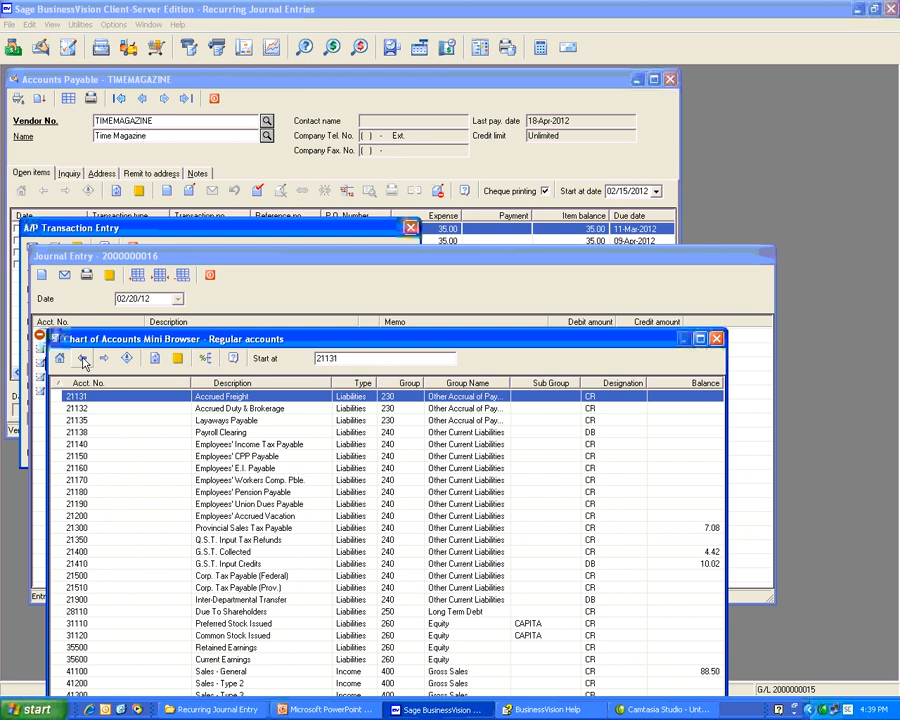 Sage BusinessVision Client-Server Edition - Recurring Journal Entries
File Edit View Utilities Options Window Help
Accounts Payable - TIMEMAGAZINE
Vendor No. TIMEMAGAZINE Contact name Last pay. date 18-Apr-2012
Name Time Magazine Company Tel. No. ( ) - Ext. Credit limit Unlimited
Company Fax. No. ( ) -
Open items Inquiry Address Remit to address Notes
Cheque printing Start at date 02/15/2012
Date Transaction type Transaction no. Reference no. P.O. Number Expense Payment Item balance Due date
35.00 35.00 11-Mar-2012
35.00 35.00 09-Apr-2012
A/P Transaction Entry
Journal Entry - 2000000016
Date 02/20/12
Acct. No. Description Memo Debit amount Credit amount
Chart of Accounts Mini Browser - Regular accounts
Start at 21131
/ Acct. No. Description Type Group Group Name Sub Group Designation Balance
21131 Accrued Freight Liabilities 230 Other Accrual of Pay... CR
21132 Accrued Duty & Brokerage Liabilities 230 Other Accrual of Pay... CR
21135 Layaways Payable Liabilities 230 Other Accrual of Pay... CR
21138 Payroll Clearing Liabilities 240 Other Current Liabilities DB
21140 Employees' Income Tax Payable Liabilities 240 Other Current Liabilities CR
21150 Employees' CPP Payable Liabilities 240 Other Current Liabilities CR
21160 Employees' E.I. Payable Liabilities 240 Other Current Liabilities CR
21170 Employees' Workers Comp. Pble. Liabilities 240 Other Current Liabilities CR
21180 Employees' Pension Payable Liabilities 240 Other Current Liabilities CR
21190 Employees' Union Dues Payable Liabilities 240 Other Current Liabilities CR
21200 Employees' Accrued Vacation Liabilities 240 Other Current Liabilities CR
21300 Provincial Sales Tax Payable Liabilities 240 Other Current Liabilities CR 7.08
21350 Q.S.T. Input Tax Refunds Liabilities 240 Other Current Liabilities DB
21400 G.S.T. Collected Liabilities 240 Other Current Liabilities CR 4.42
21410 G.S.T. Input Credits Liabilities 240 Other Current Liabilities DB 10.02
21500 Corp. Tax Payable (Federal) Liabilities 240 Other Current Liabilities CR
21510 Corp. Tax Payable (Prov.) Liabilities 240 Other Current Liabilities CR
21900 Inter-Departmental Transfer Liabilities 240 Other Current Liabilities DB
28110 Due To Shareholders Liabilities 250 Long Term Debt CR
31110 Preferred Stock Issued Liabilities 260 Equity CAPITA CR
31120 Common Stock Issued Liabilities 260 Equity CAPITA CR
35500 Retained Earnings Liabilities 260 Equity CR
35600 Current Earnings Liabilities 260 Equity CR
41100 Sales - General Income 400 Gross Sales CR 88.50
41200 Sales - Type 2 Income 400 Gross Sales CR
41300 Sales - Type 3 Income 400 Gross Sales CR
G/L 2000000015
start Recurring Journal Entry Microsoft PowerPoint ... Sage BusinessVision ... BusinessVision Help Camtasia Studio - Unt... SE 4:39 PM